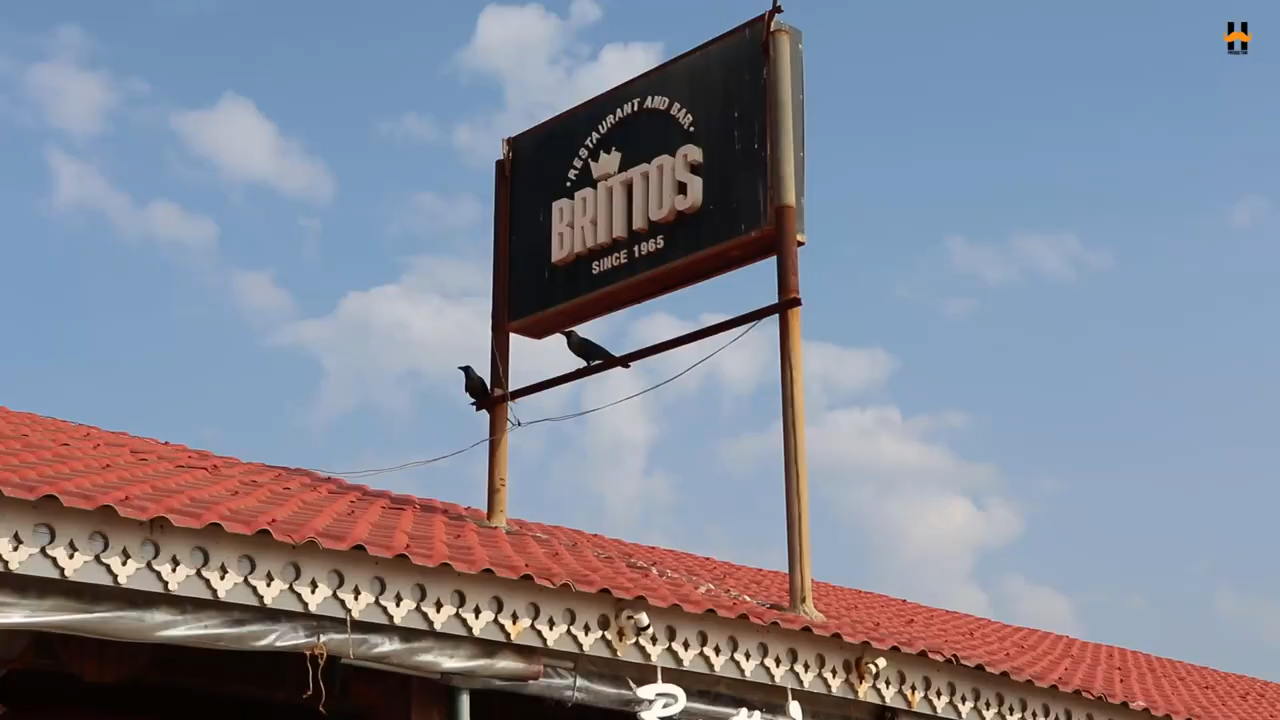 • RESTAURANT AND BAR •
BRITTOS
SINCE 1965